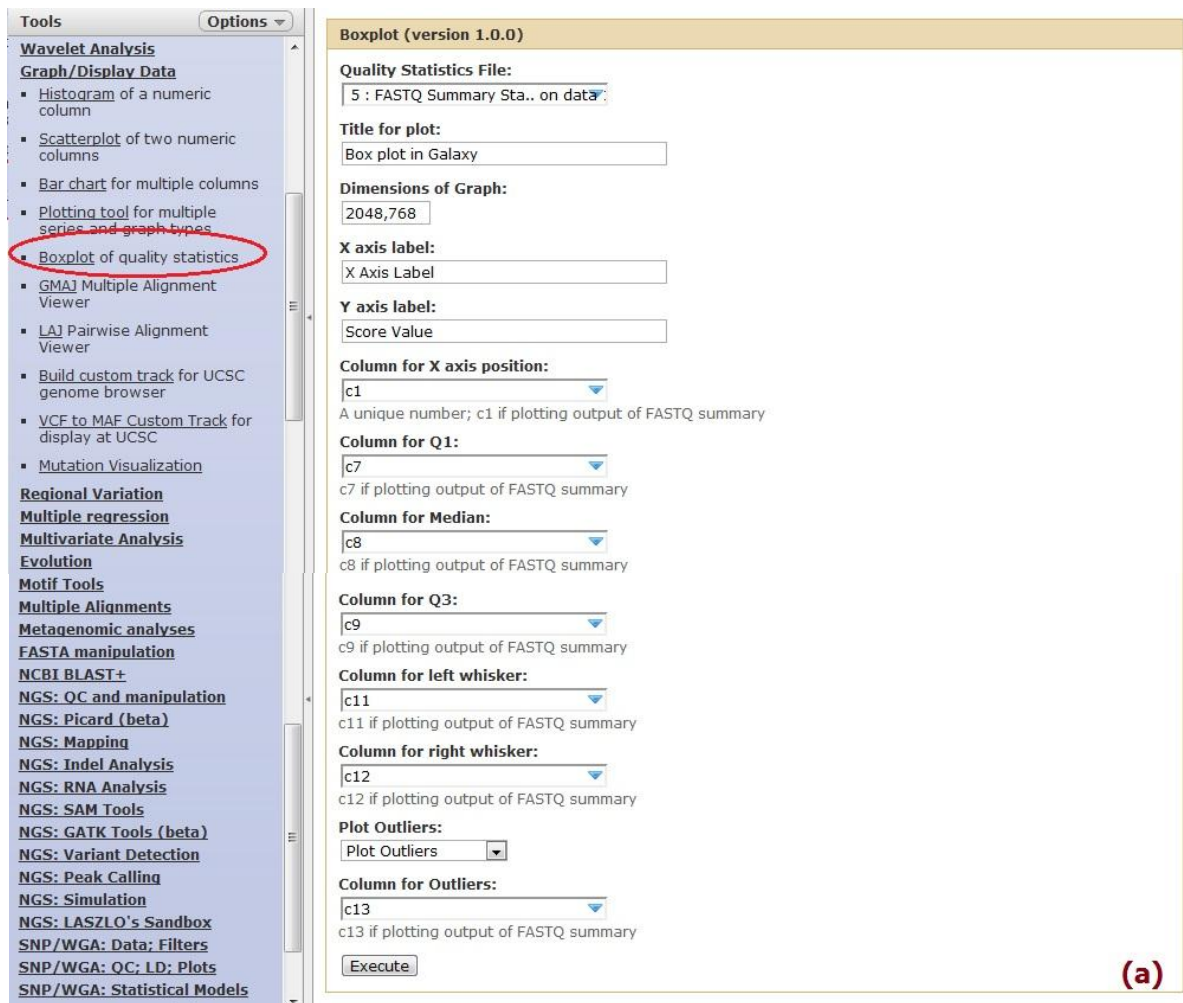 Tools
Options
Wavelet Analysis
Graph/Display Data
Histogram of a numeric
column
Scatterplot of two numeric
columns
Bar chart for multiple columns
Plotting tool for multiple
series and graph types
Boxplot of quality statistics
GMAJ Multiple Alignment
Viewer
LAJ Pairwise Alignment
Viewer
Build custom track for UCSC
genome browser
VCF to MAF Custom Track for
display at UCSC
Mutation Visualization
Regional Variation
Multiple regression
Multivariate Analysis
Evolution
Motif Tools
Multiple Alignments
Metagenomic analyses
FASTA manipulation
NCBI BLAST+
NGS: QC and manipulation
NGS: Picard (beta)
NGS: Mapping
NGS: Indel Analysis
NGS: RNA Analysis
NGS: SAM Tools
NGS: GATK Tools (beta)
NGS: Variant Detection
NGS: Peak Calling
NGS: Simulation
NGS: LASZLO's Sandbox
SNP/WGA: Data; Filters
SNP/WGA: QC; LD; Plots
SNP/WGA: Statistical Models
Boxplot (version 1.0.0)
Quality Statistics File:
5 : FASTQ Summary Sta.. on data
Title for plot:
Box plot in Galaxy
Dimensions of Graph:
2048,768
X axis label:
X Axis Label
Y axis label:
Score Value
Column for X axis position:
c1
A unique number; c1 if plotting output of FASTQ summary
Column for Q1:
c7
c7 if plotting output of FASTQ summary
Column for Median:
c8
c8 if plotting output of FASTQ summary
Column for Q3:
c9
c9 if plotting output of FASTQ summary
Column for left whisker:
c11
c11 if plotting output of FASTQ summary
Column for right whisker:
c12
c12 if plotting output of FASTQ summary
Plot Outliers:
Plot Outliers
Column for Outliers:
c13
c13 if plotting output of FASTQ summary
Execute
(a)